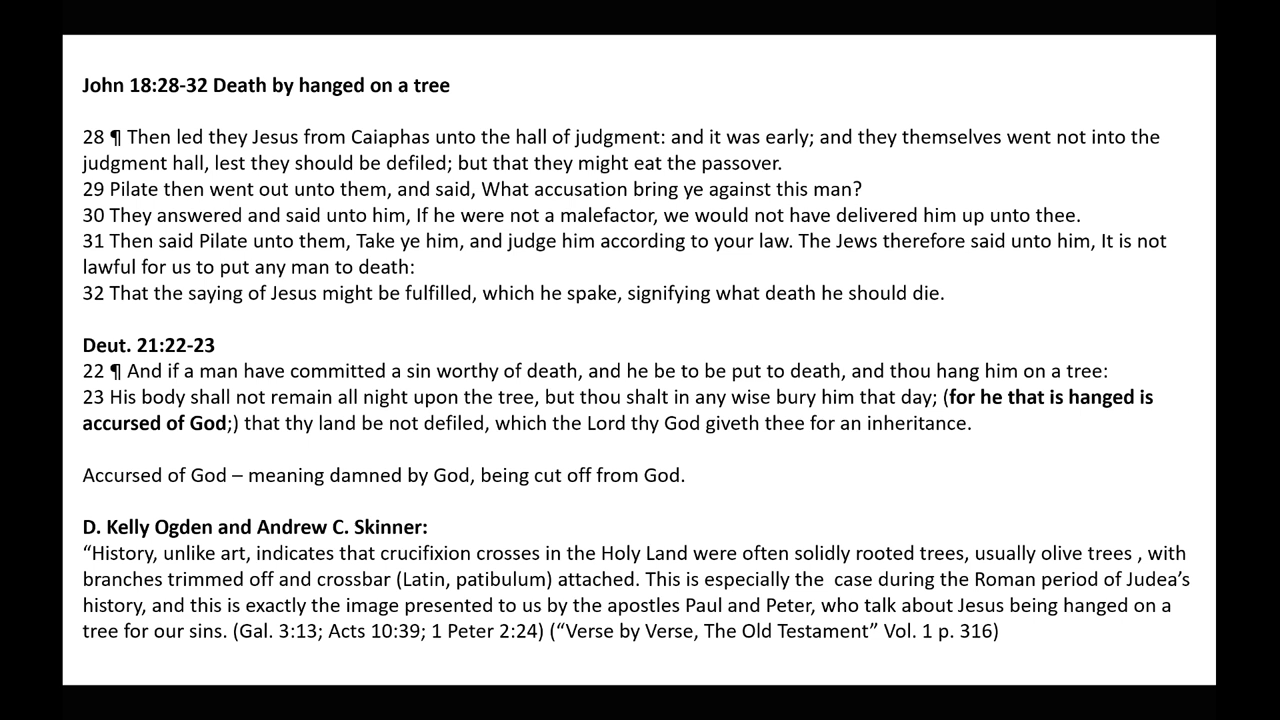 John 18:28-32 Death by hanged on a tree
28 ¶ Then led they Jesus from Caiaphas unto the hall of judgment: and it was early; and they themselves went not into the
judgment hall, lest they should be defiled; but that they might eat the passover.
29 Pilate then went out unto them, and said, What accusation bring ye against this man?
30 They answered and said unto him, If he were not a malefactor, we would not have delivered him up unto thee.
31 Then said Pilate unto them, Take ye him, and judge him according to your law. The Jews therefore said unto him, It is not
lawful for us to put any man to death:
32 That the saying of Jesus might be fulfilled, which he spake, signifying what death he should die.
Deut. 21:22-23
22 ¶ And if a man have committed a sin worthy of death, and he be to be put to death, and thou hang him on a tree:
23 His body shall not remain all night upon the tree, but thou shalt in any wise bury him that day; (for he that is hanged is
accursed of God;) that thy land be not defiled, which the Lord thy God giveth thee for an inheritance.
Accursed of God – meaning damned by God, being cut off from God.
D. Kelly Ogden and Andrew C. Skinner:
“History, unlike art, indicates that crucifixion crosses in the Holy Land were often solidly rooted trees, usually olive trees , with
branches trimmed off and crossbar (Latin, patibulum) attached. This is especially the  case during the Roman period of Judea’s
history, and this is exactly the image presented to us by the apostles Paul and Peter, who talk about Jesus being hanged on a
tree for our sins. (Gal. 3:13; Acts 10:39; 1 Peter 2:24) (“Verse by Verse, The Old Testament” Vol. 1 p. 316)